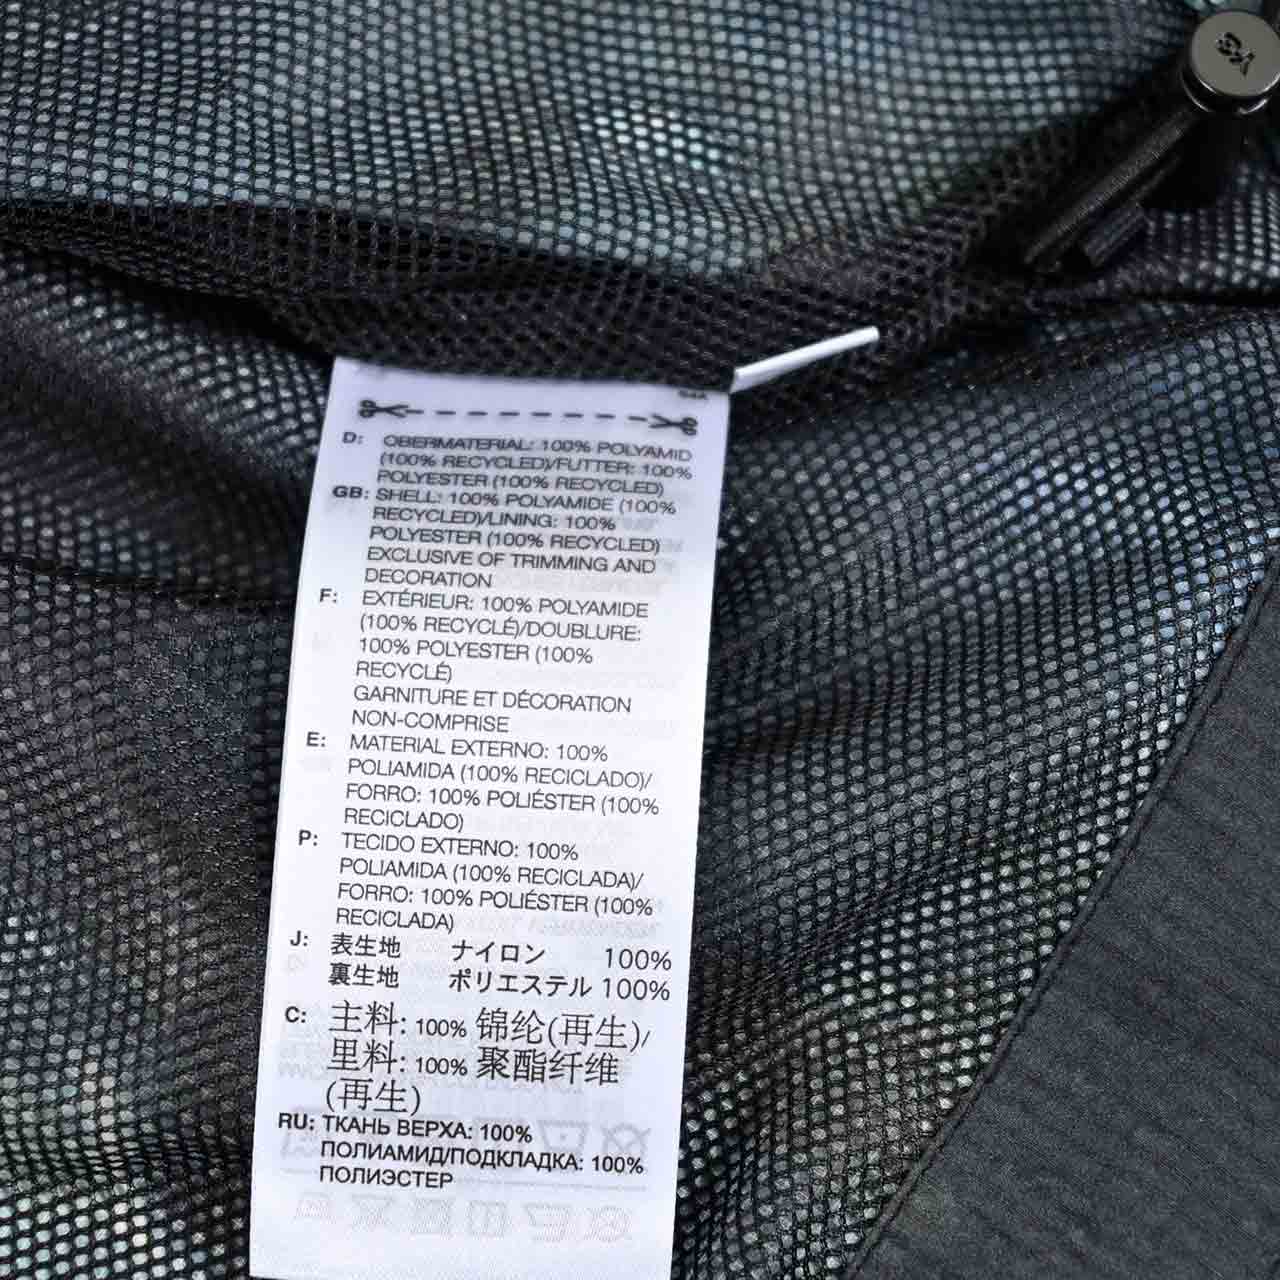 D: OBERMATERIAL: 100% POLYAMID
(100% RECYCLED)/FUTTER: 100%
POLYESTER (100% RECYCLED)
GB: SHELL: 100% POLYAMIDE (100%
RECYCLED)/LINING: 100%
POLYESTER (100% RECYCLED)
EXCLUSIVE OF TRIMMING AND
DECORATION
F: EXTÉRIEUR: 100% POLYAMIDE
(100% RECYCLÉ)/DOUBLURE:
100% POLYESTER (100%
RECYCLÉ)
GARNITURE ET DÉCORATION
NON-COMPRISE
E: MATERIAL EXTERNO: 100%
POLIAMIDA (100% RECICLADO)/
FORRO: 100% POLIÉSTER (100%
RECICLADO)
P: TECIDO EXTERNO: 100%
POLIAMIDA (100% RECICLADA)/
FORRO: 100% POLIÉSTER (100%
RECICLADA)
J: 表生地 ナイロン 100%
裏生地 ポリエステル 100%
C: 主料: 100% 锦纶(再生)/
里料: 100% 聚酯纤维
(再生)
RU: ТКАНЬ ВЕРХА: 100%
ПОЛИАМИД/ПОДКЛАДКА: 100%
ПОЛИЭСТЕР